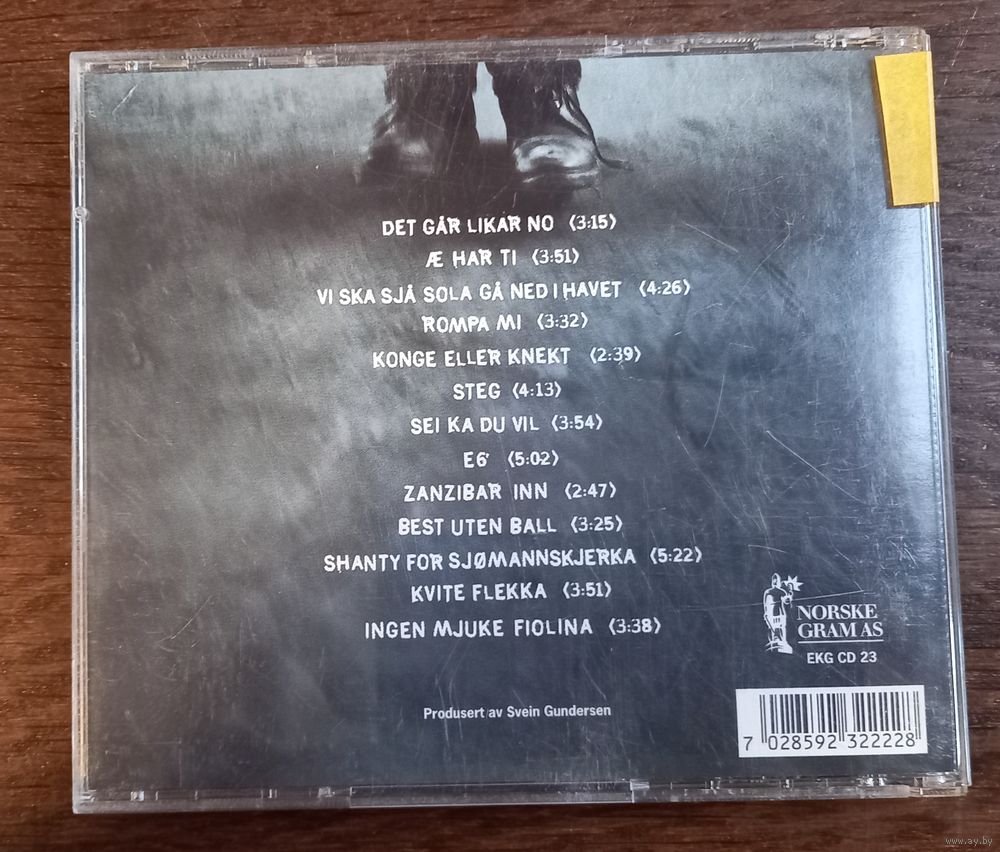 DET GÅR LIKAR NO (3:15)
Æ HAR TI (3:51)
VI SKA SJÅ SOLA GÅ NED I HAVET (4:26)
ROMPA MI (3:32)
KONGE ELLER KNEKT (2:39)
STEG (4:13)
SEI KA DU VIL (3:54)
E6 (5:02)
ZANZIBAR INN (2:47)
BEST UTEN BALL (3:25)
SHANTY FOR SJØMANNSKJERKA (5:22)
KVITE FLEKKA (3:51)
INGEN MJUKE FIOLINA (3:38)
NORSKE
GRAM AS
EKG CD 23
Produsert av Svein Gundersen
7 028592 322228
www.ay.by